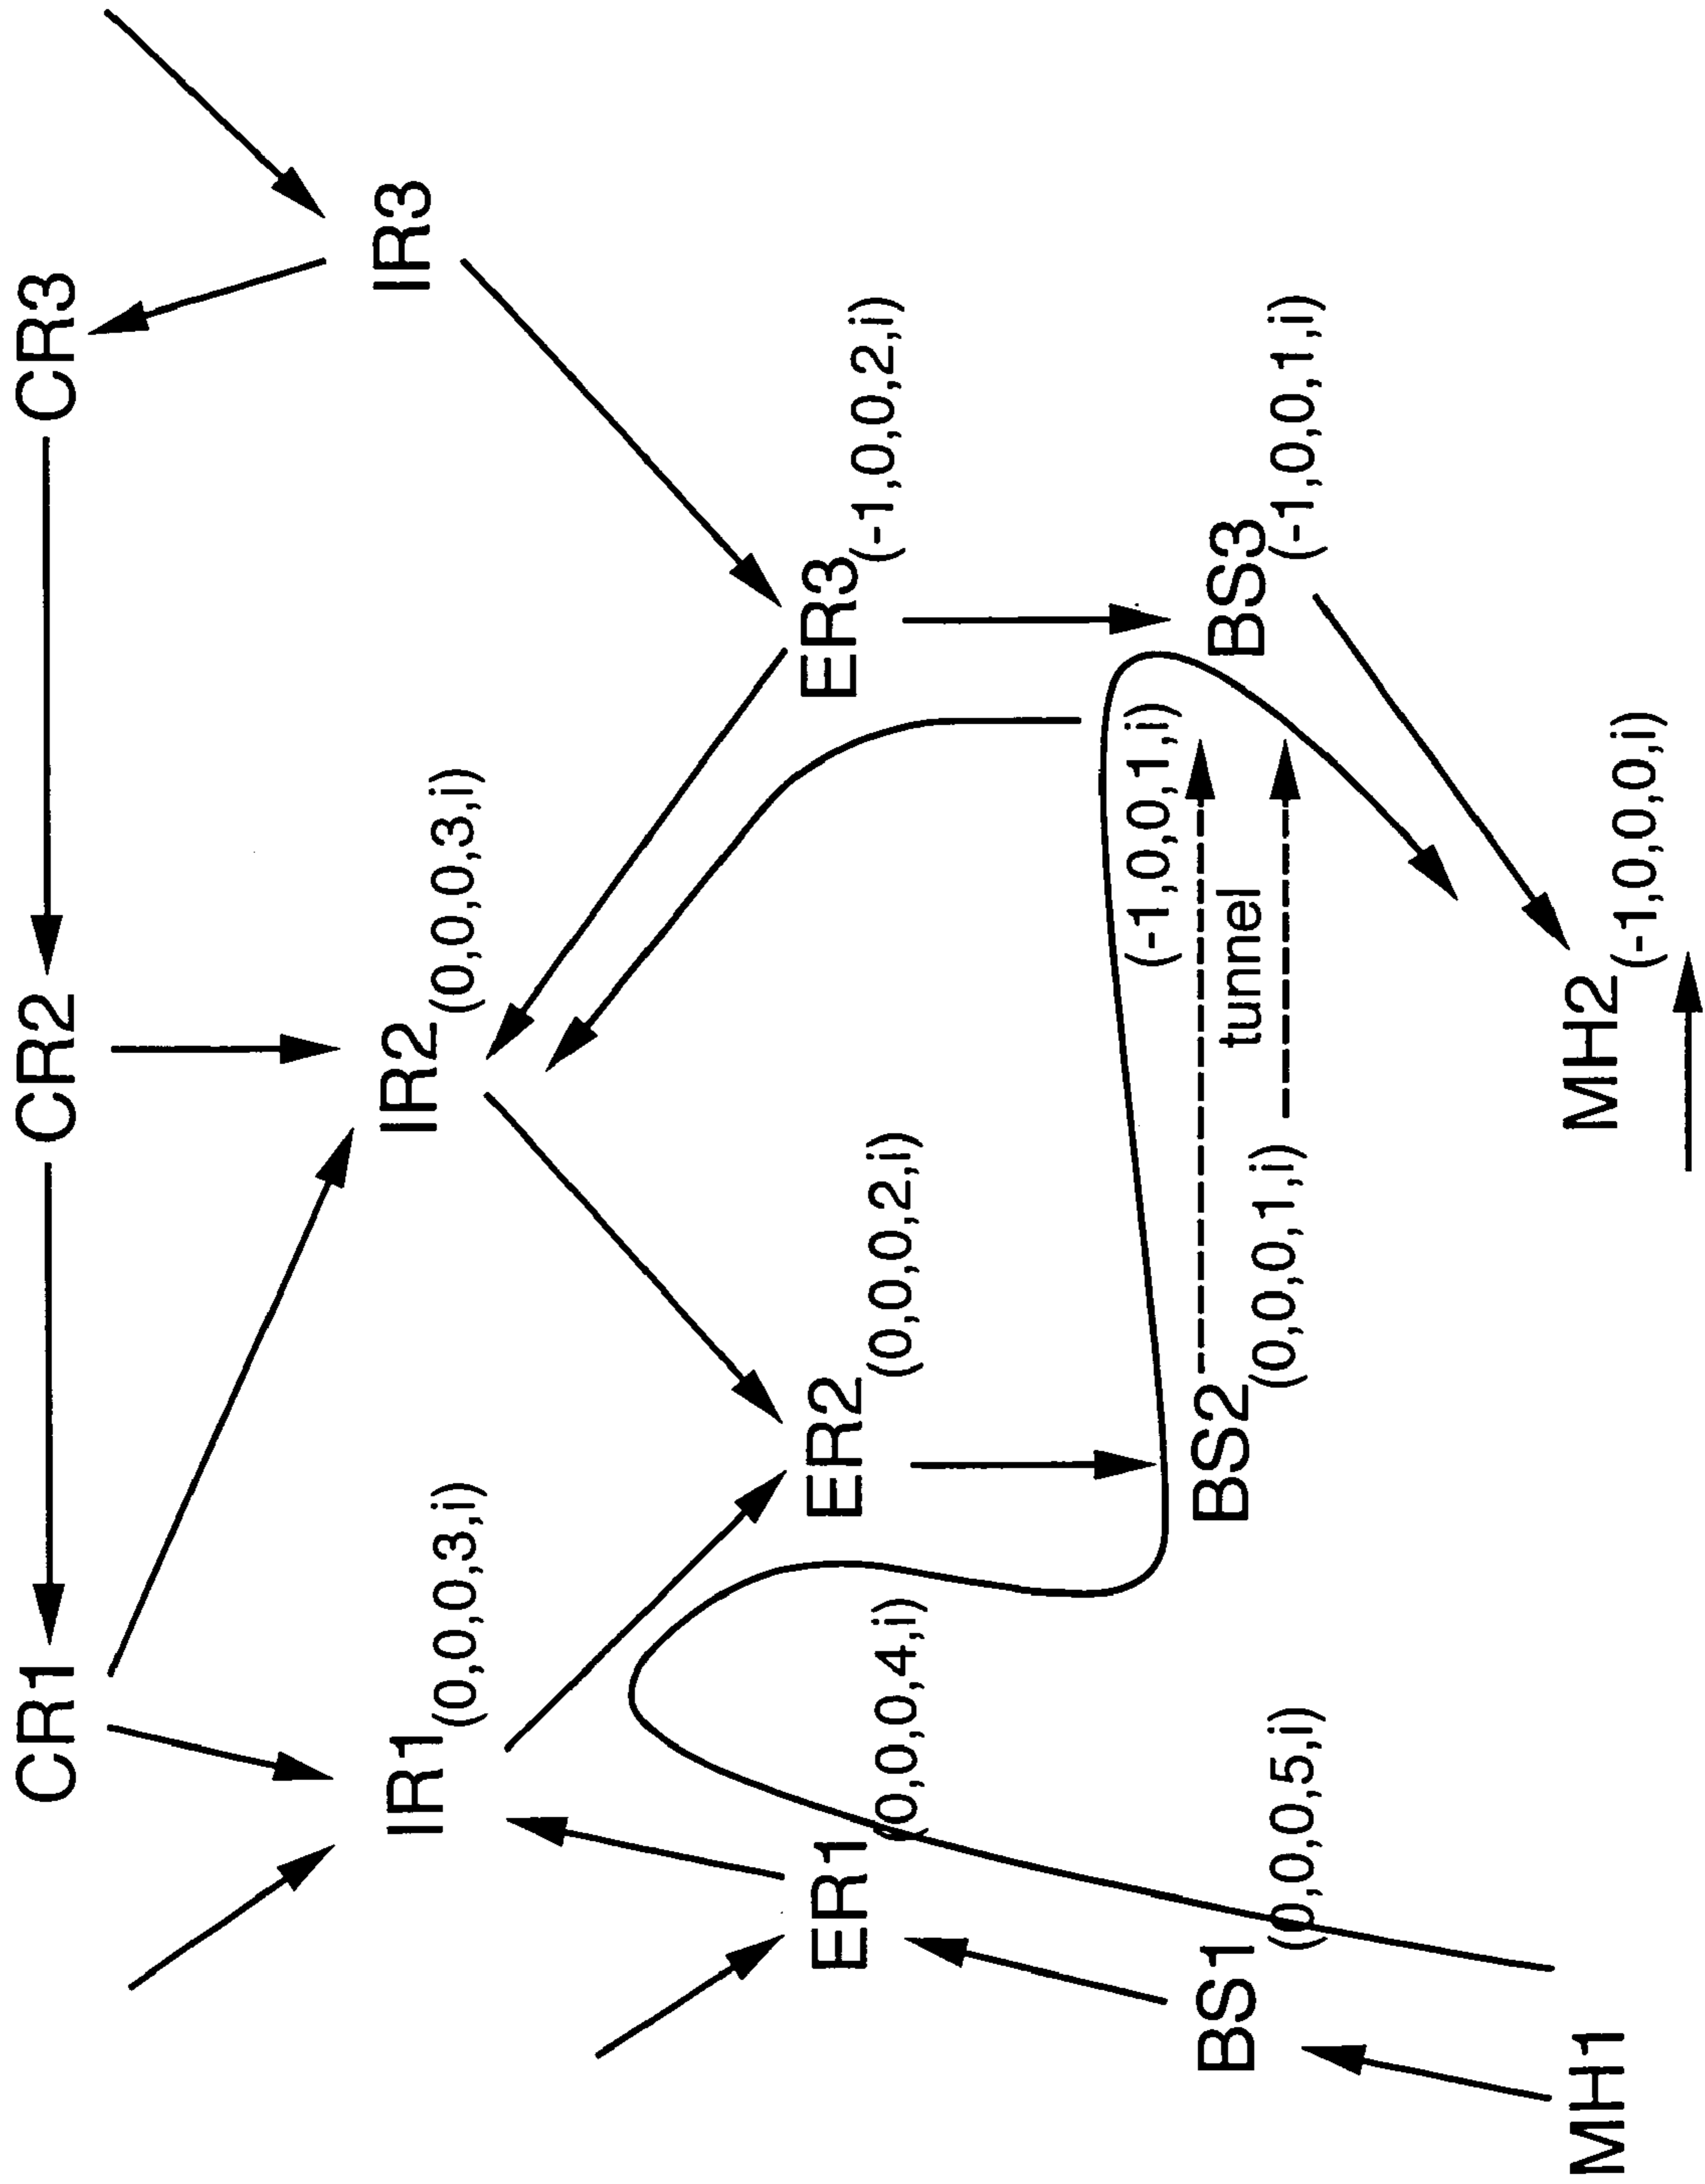 CR1
CR2
CR3
IR1(0,0,0,3,i)
IR2(0,0,0,3,i)
IR3
ER1(0,0,0,4,i)
ER2(0,0,0,2,i)
ER3(-1,0,0,2,i)
BS1(0,0,0,5,i)
BS2(0,0,0,1,i)
(-1,0,0,1,i)
tunnel
BS3(-1,0,0,1,i)
MH1
MH2(-1,0,0,0,i)